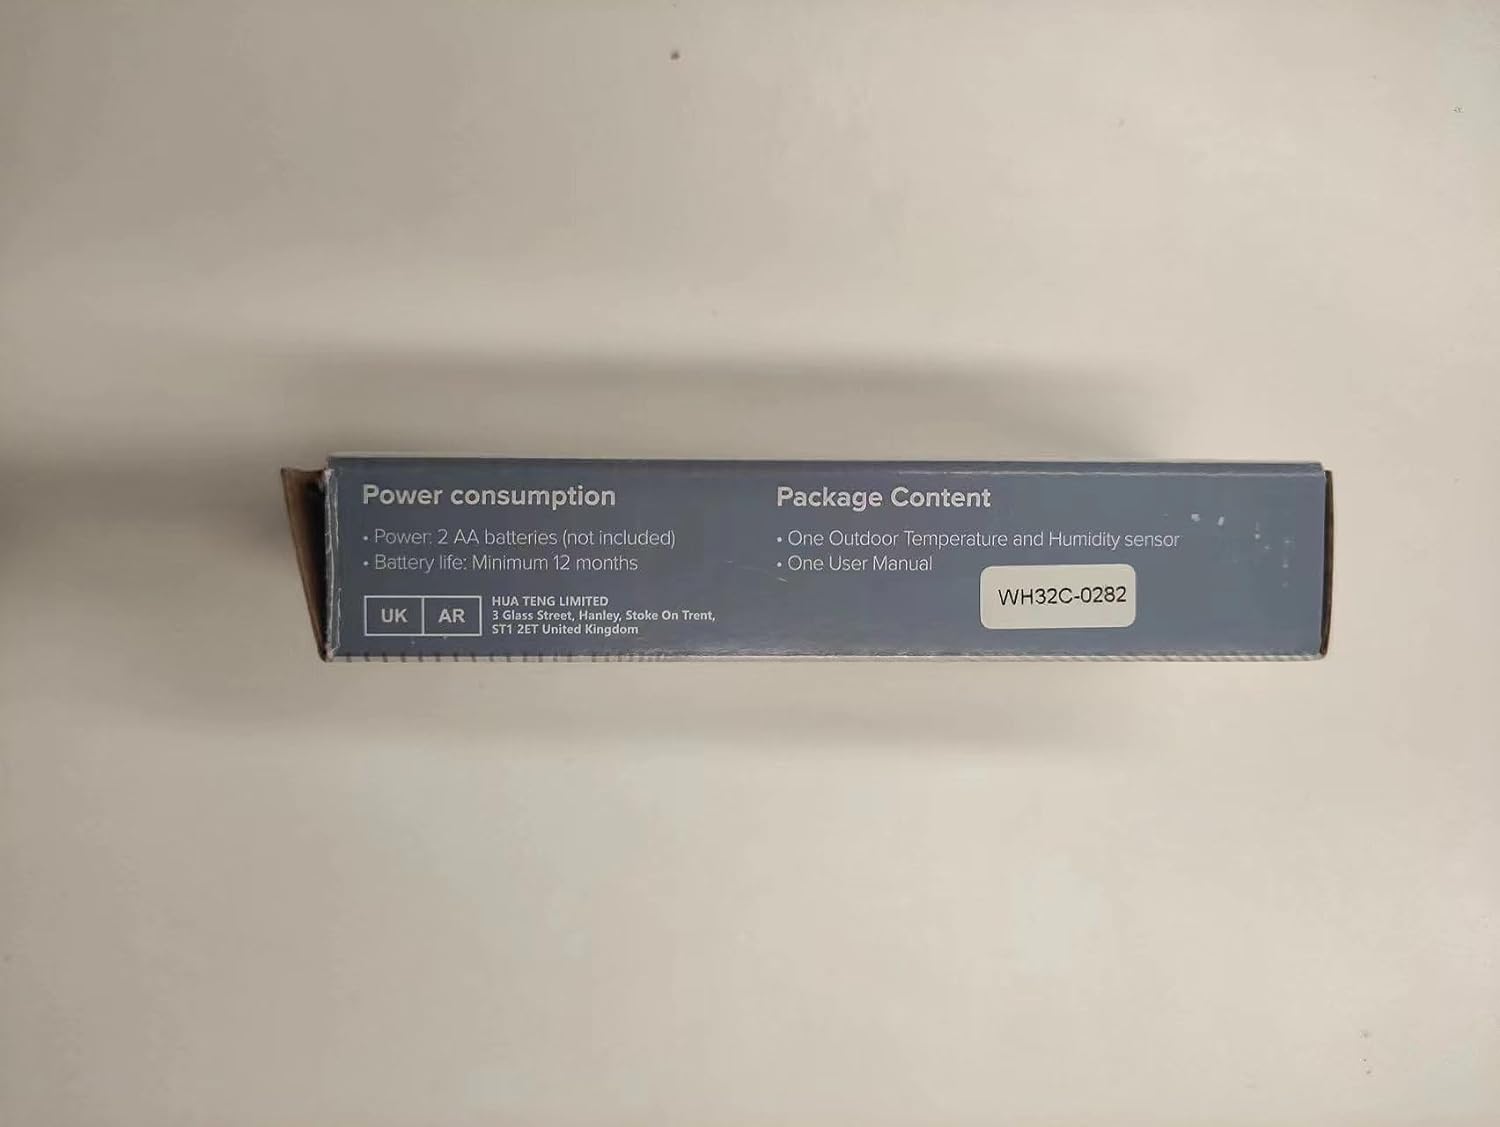 Power consumption
• Power: 2 AA batteries (not included)
• Battery life: Minimum 12 months
UK AR
HUA TENG LIMITED
3 Glass Street, Hanley, Stoke On Trent,
ST1 2ET United Kingdom
Package Content
• One Outdoor Temperature and Humidity sensor
• One User Manual
WH32C-0282